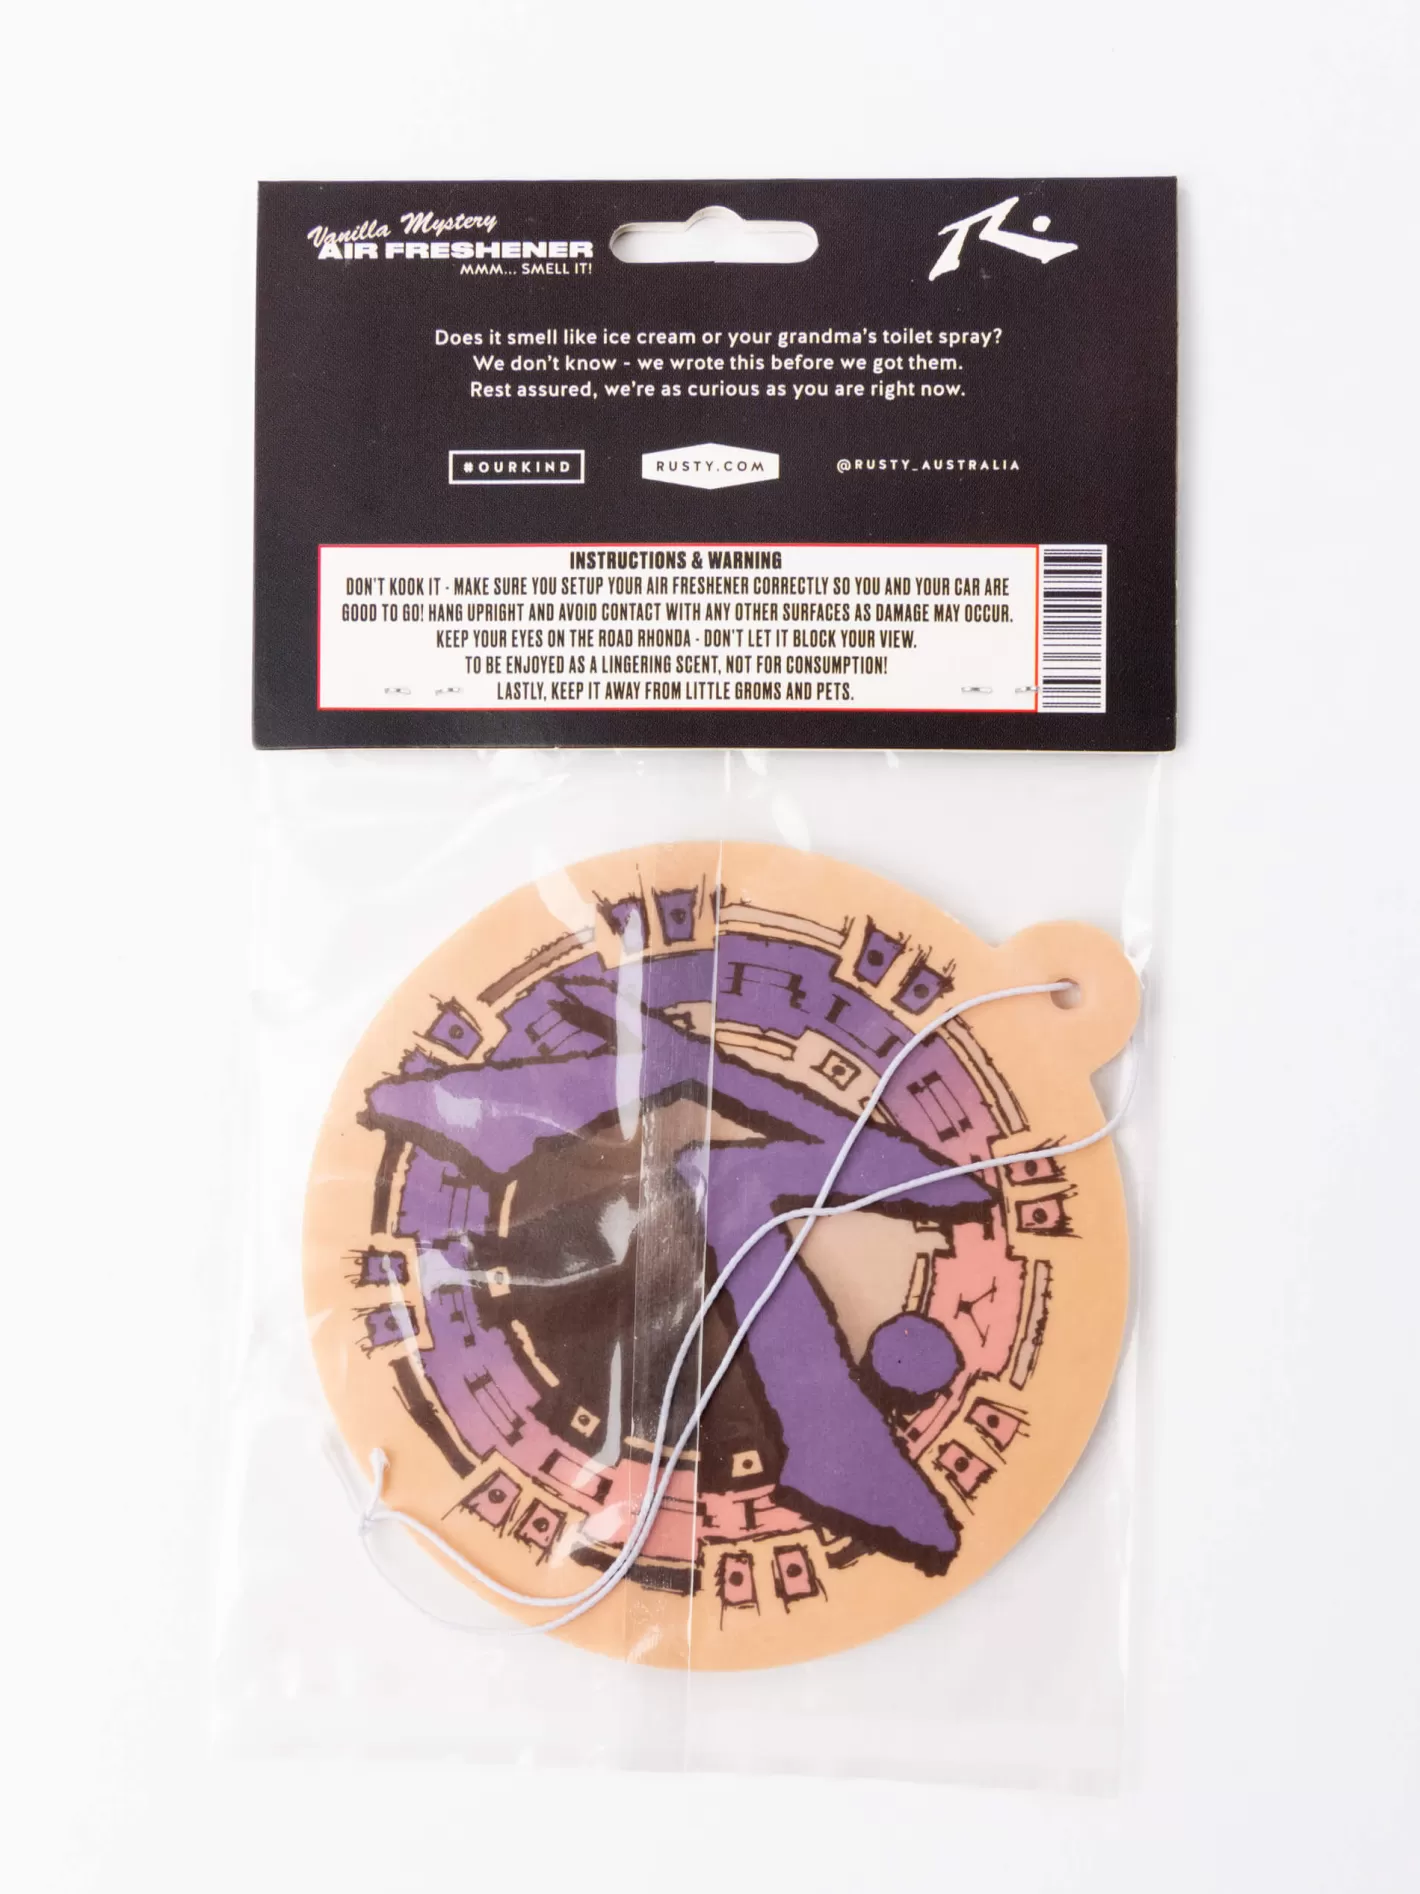 Vanilla Mystery
AIR FRESHENER
MMM... SMELL IT!
Does it smell like ice cream or your grandma's toilet spray?
We don't know - we wrote this before we got them.
Rest assured, we're as curious as you are right now.
#OURKIND
RUSTY.COM
@RUSTY_AUSTRALIA
INSTRUCTIONS & WARNING
DON'T KOOK IT - MAKE SURE YOU SETUP YOUR AIR FRESHENER CORRECTLY SO YOU AND YOUR CAR ARE
GOOD TO GO! HANG UPRIGHT AND AVOID CONTACT WITH ANY OTHER SURFACES AS DAMAGE MAY OCCUR.
KEEP YOUR EYES ON THE ROAD RHONDA - DON'T LET IT BLOCK YOUR VIEW.
TO BE ENJOYED AS A LINGERING SCENT, NOT FOR CONSUMPTION!
LASTLY, KEEP IT AWAY FROM LITTLE GROMS AND PETS.